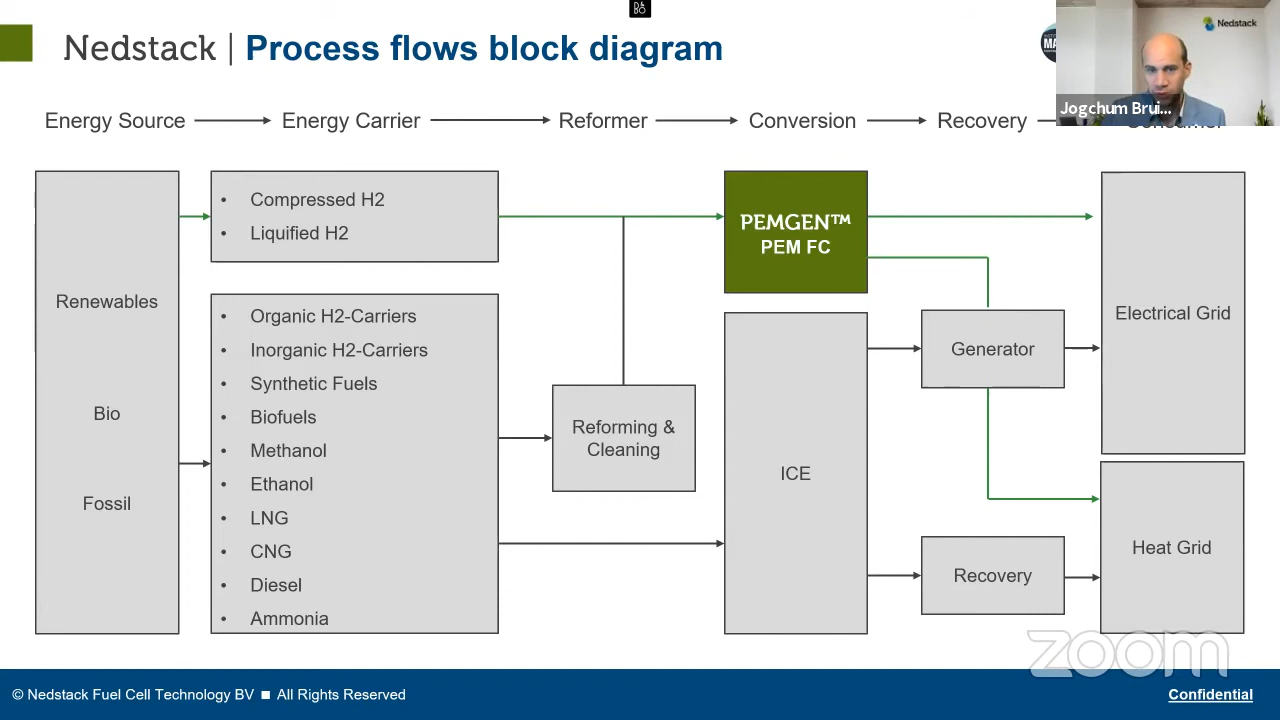 Nedstack | Process flows block diagram
Nedstack
Jogchum Brui...
Energy Source
Energy Carrier
Reformer
Conversion
Recovery
Consumer
Renewables
Bio
Fossil
• Compressed H2
• Liquified H2
• Organic H2-Carriers
• Inorganic H2-Carriers
• Synthetic Fuels
• Biofuels
• Methanol
• Ethanol
• LNG
• CNG
• Diesel
• Ammonia
Reforming &
Cleaning
PEMGEN™
PEM FC
ICE
Generator
Recovery
Electrical Grid
Heat Grid
zoom
© Nedstack Fuel Cell Technology BV ■ All Rights Reserved
Confidential